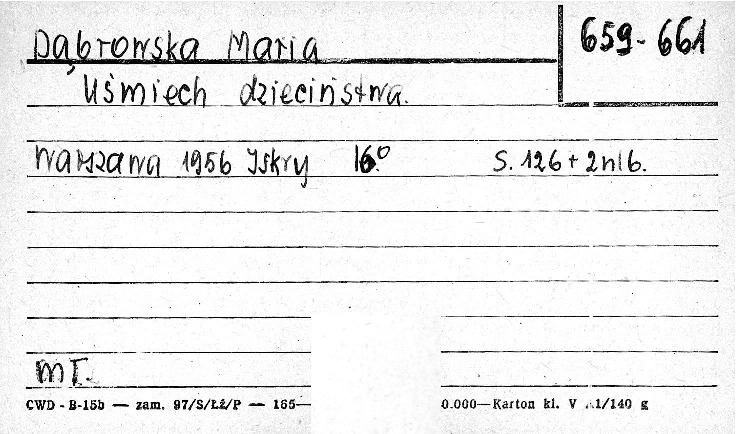 Dąbrowska Maria
659-661
Uśmiech dzieciństwa.
Warszawa 1956 Iskry 16° S. 126 + 2nlb.
MT.
CWD - B-15b — zam. 97/S/Łż/P — 165— 0.000—Karton kl. V A1/140 g